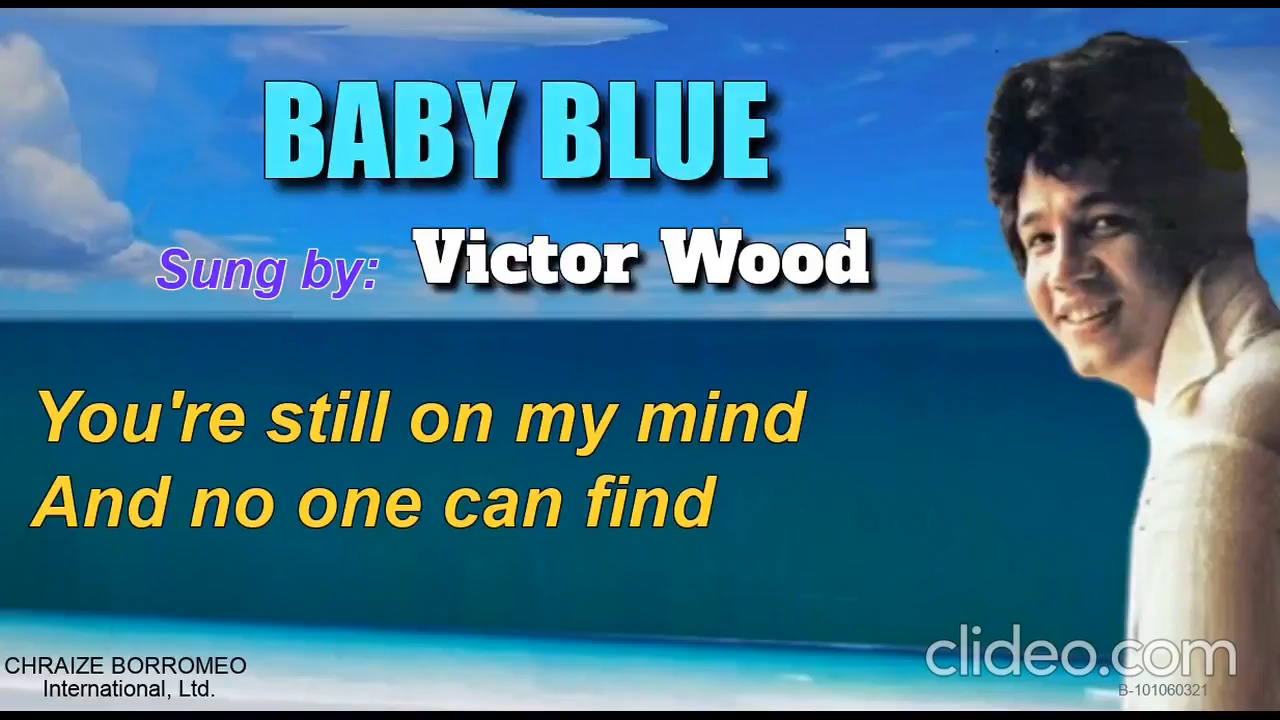 BABY BLUE
Sung by: Victor Wood
You're still on my mind
And no one can find
clideo.com
CHRAIZE BORROMEO
International, Ltd.
B-101060321